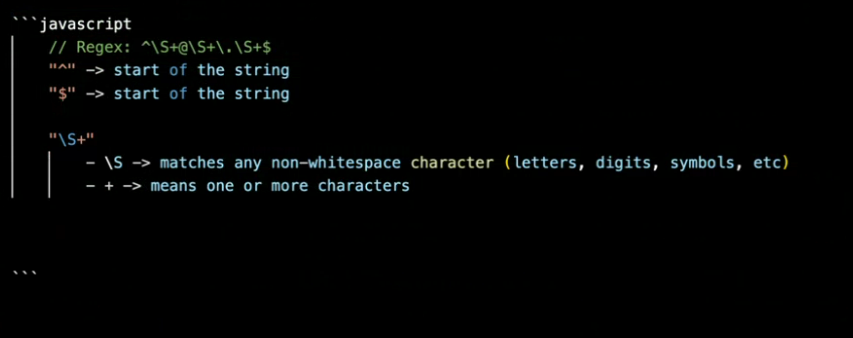 ```javascript
// Regex: ^\S+@\S+\.\S+$
"^" -> start of the string
"$" -> start of the string
"\S+"
- \S -> matches any non-whitespace character (letters, digits, symbols, etc)
- + -> means one or more characters
```